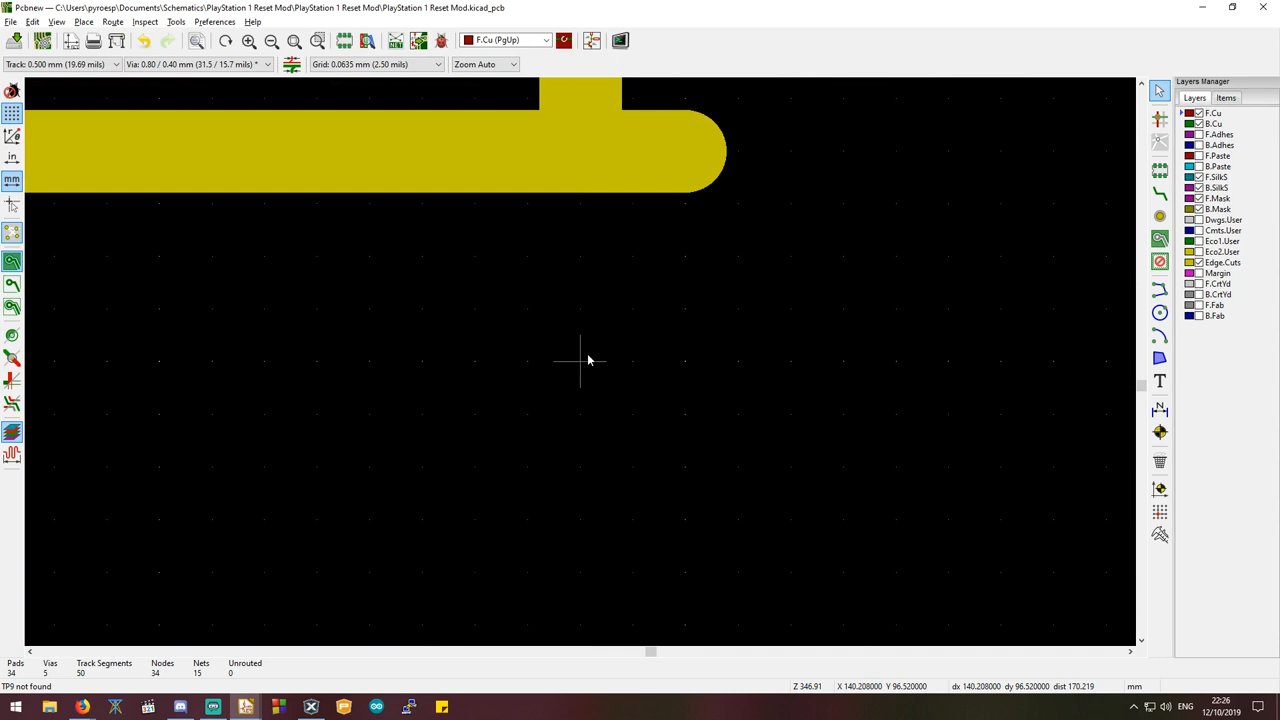 Pcbnew — C:\Users\pyroesp\Documents\Schematics\PlayStation 1 Reset Mod\PlayStation 1 Reset Mod\PlayStation 1 Reset Mod.kicad_pcb
File Edit View Place Route Inspect Tools Preferences Help
F.Cu (PgUp)
Track: 0.500 mm (19.69 mils) Via: 0.80 / 0.40 mm (31.5 / 15.7 mils) * Grid: 0.0635 mm (2.50 mils) Zoom Auto
Layers Manager
Layers Items
F.Cu
B.Cu
F.Adhes
B.Adhes
F.Paste
B.Paste
F.SilkS
B.SilkS
F.Mask
B.Mask
Dwgs.User
Cmts.User
Eco1.User
Eco2.User
Edge.Cuts
Margin
F.CrtYd
B.CrtYd
F.Fab
B.Fab
in
mm
Pads Vias Track Segments Nodes Nets Unrouted
34 5 50 34 15 0
TP9 not found Z 346.91 X 140.208000 Y 96.520000 dx 140.208000 dy 96.520000 dist 170.219 mm
ENG
22:26
12/10/2019